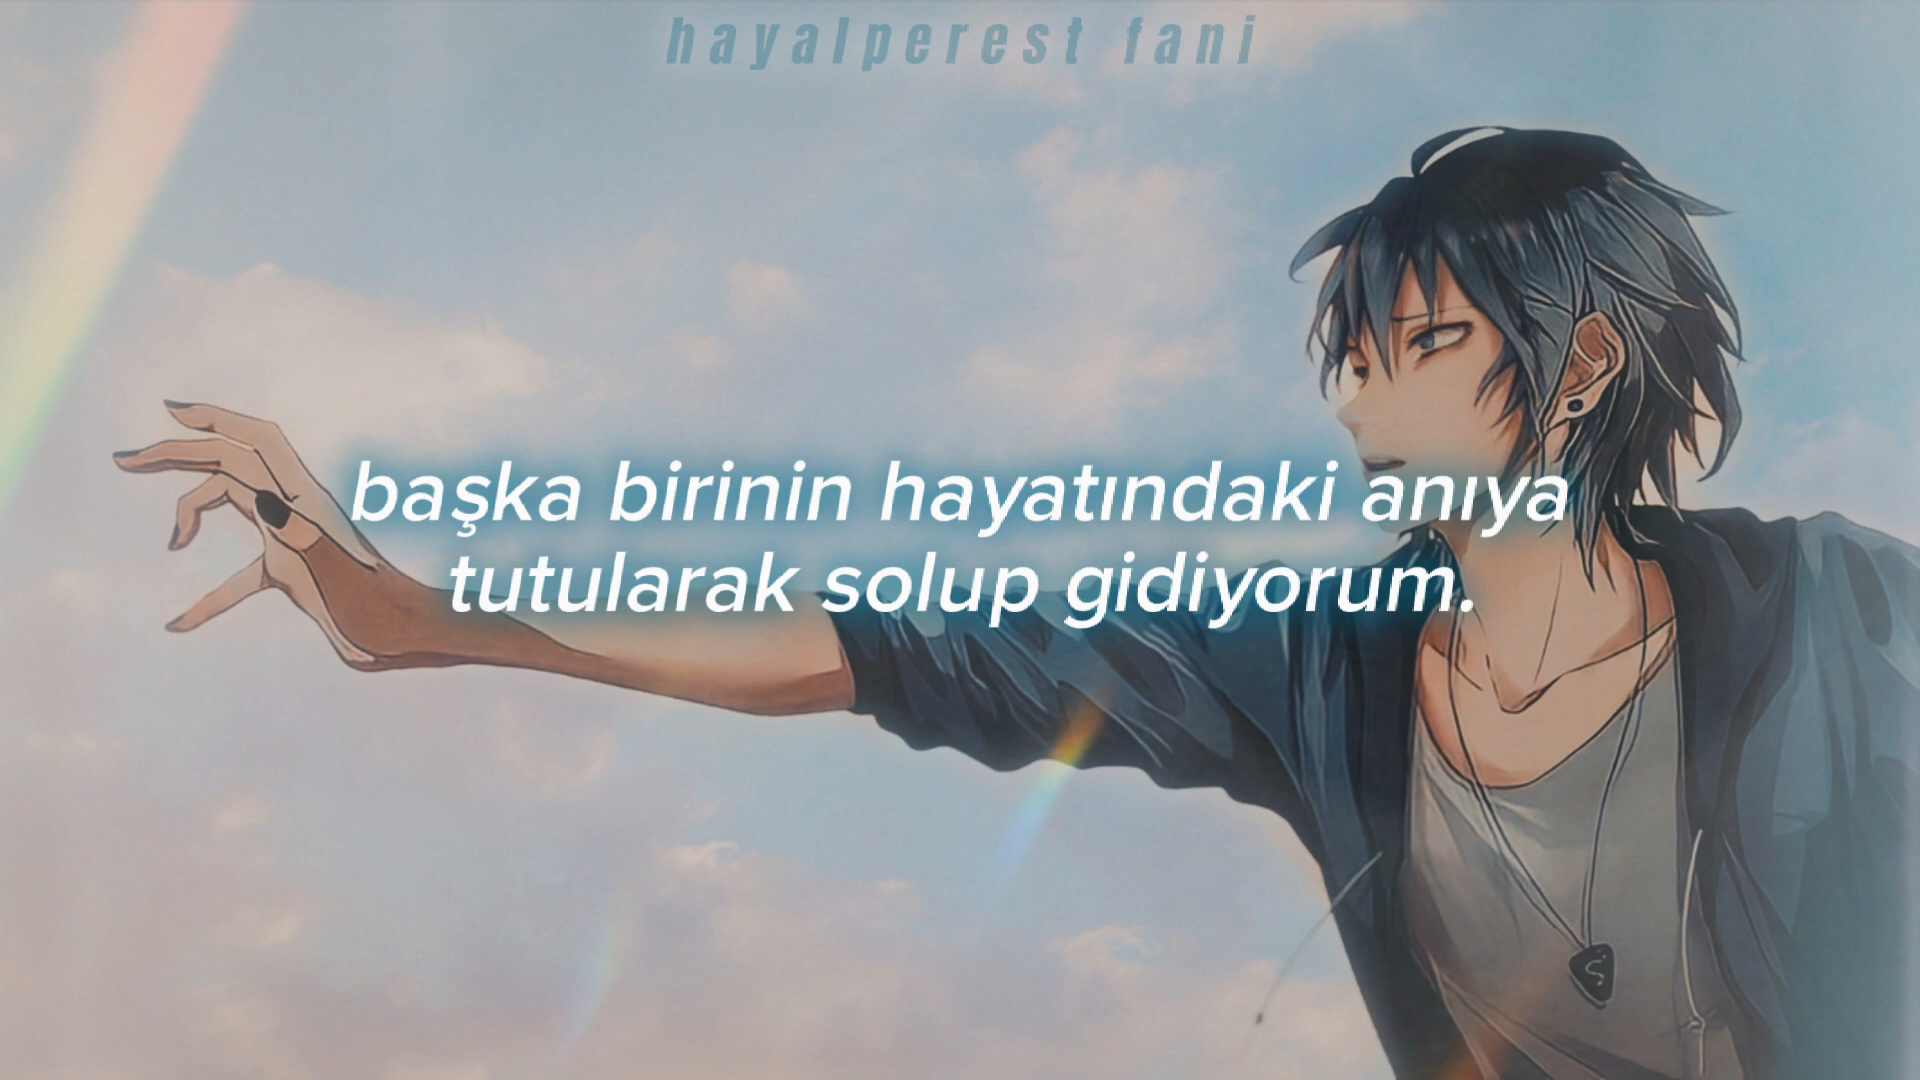 hayalperest fani
başka birinin hayatındaki anıya
tutularak solup gidiyorum.